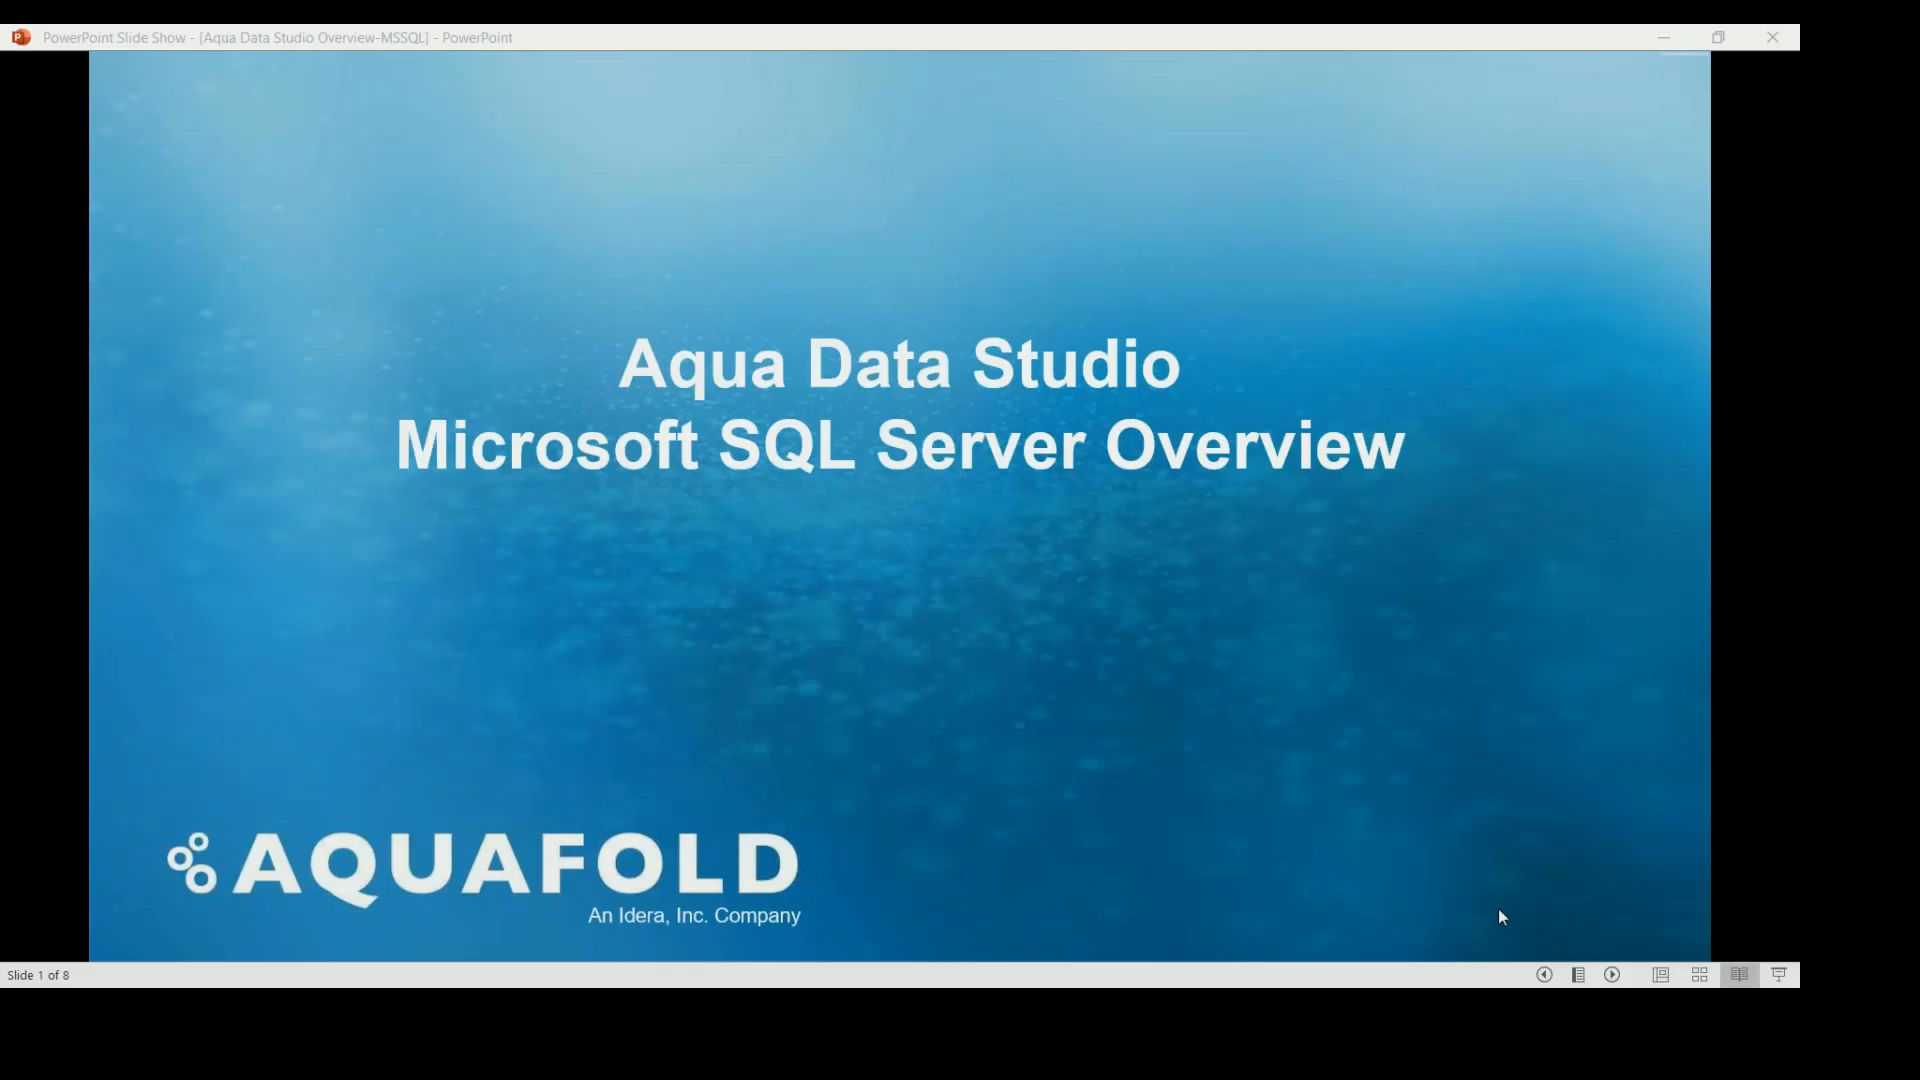 PowerPoint Slide Show - [Aqua Data Studio Overview-MSSQL] - PowerPoint
Aqua Data Studio
Microsoft SQL Server Overview
AQUAFOLD
An Idera, Inc. Company
Slide 1 of 8